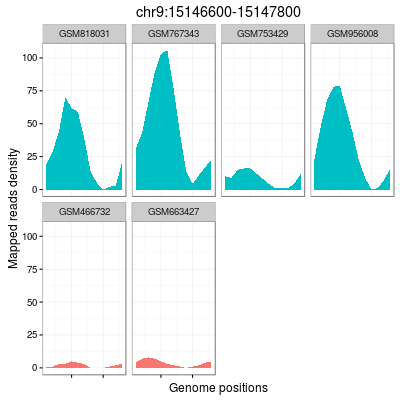 chr9:15146600-15147800
GSM818031 GSM767343 GSM753429 GSM956008
100
75
50
25
0
GSM466732 GSM663427
100
75
50
25
0
Mapped reads density
Genome positions